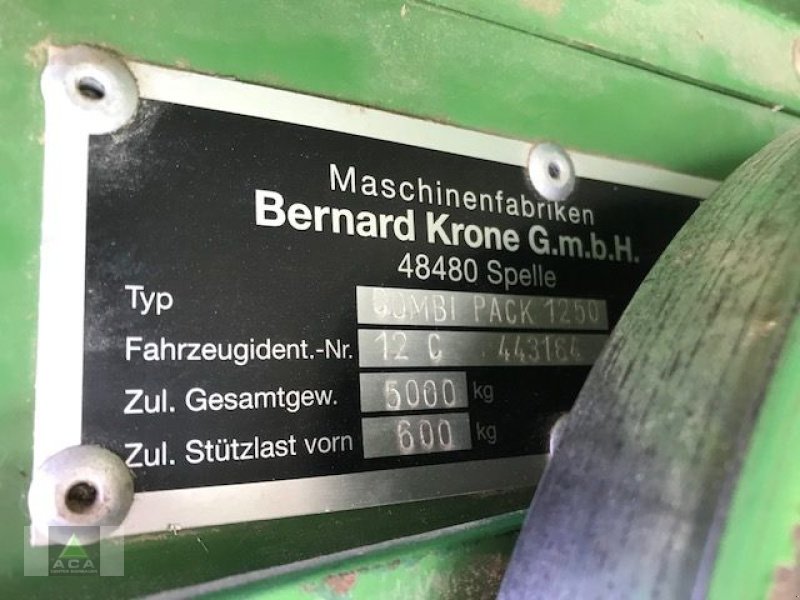 Maschinenfabriken
Bernard Krone G.m.b.H.
48480 Spelle
Typ COMBI PACK 1250
Fahrzeugident.-Nr. 12 C 443164
Zul. Gesamtgew. 5000 kg
Zul. Stützlast vorn 600 kg
ACA